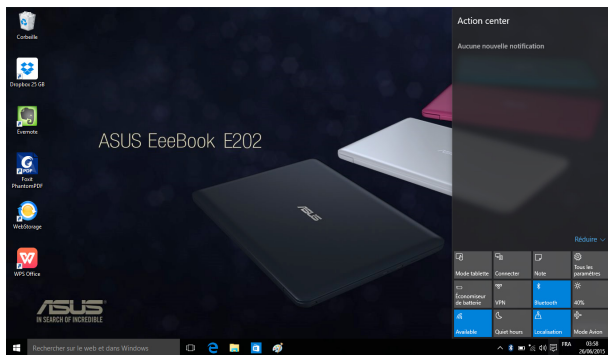 Corbeille
Dropbox 25 GB
Evernote
Foxit
PhantomPDF
WebStorage
WPS Office
ASUS EeeBook E202
ASUS
ASUS
IN SEARCH OF INCREDIBLE
Action center
Aucune nouvelle notification
Réduire
Mode tablette
Connecter
Note
Tous les
paramètres
Économiseur
de batterie
VPN
Bluetooth
40%
Available
Quiet hours
Localisation
Mode Avion
Rechercher sur le web et dans Windows
FRA
03:58
26/06/2015